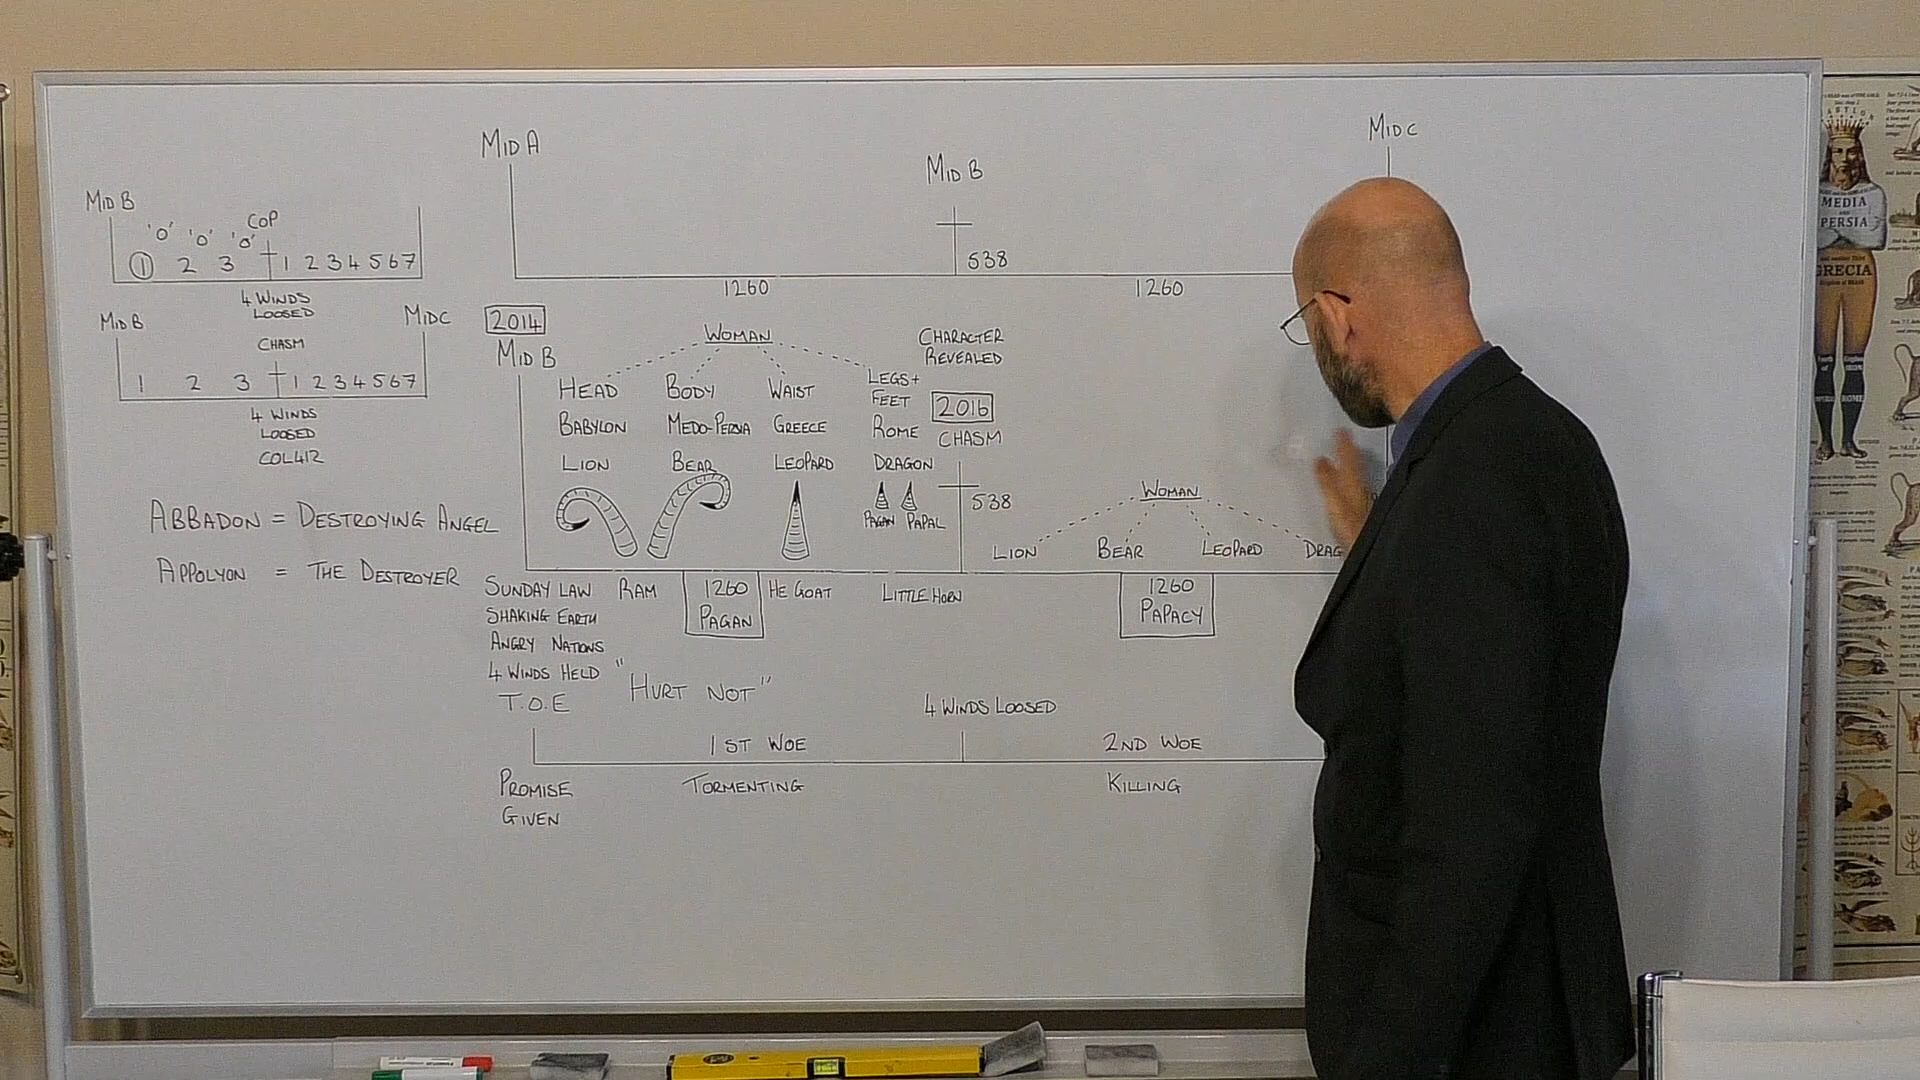 MID A
MID B
MID C
538
1260
1260
MID B
'0' '0' '0' COP
1 2 3 1 2 3 4 5 6 7
4 WINDS
LOOSED
MID B
MID C
CHASM
1 2 3 1 2 3 4 5 6 7
4 WINDS
LOOSED
COL 412
ABBADON = DESTROYING ANGEL
APPOLYON = THE DESTROYER
2014
MID B
WOMAN
CHARACTER
REVEALED
HEAD
BABYLON
LION
BODY
MEDO-PERSIA
BEAR
WAIST
GREECE
LEOPARD
LEGS +
FEET
ROME
DRAGON
PAGAN PAPAL
2016
CHASM
538
WOMAN
LION BEAR LEOPARD DRAG
SUNDAY LAW
SHAKING EARTH
ANGRY NATIONS
4 WINDS HELD
T.O.E
RAM
1260
PAGAN
HE GOAT
LITTLE HORN
1260
PAPACY
"HURT NOT"
4 WINDS LOOSED
1ST WOE
2ND WOE
PROMISE
GIVEN
TORMENTING
KILLING
MEDIA
AND
PERSIA
GRECIA
ROME